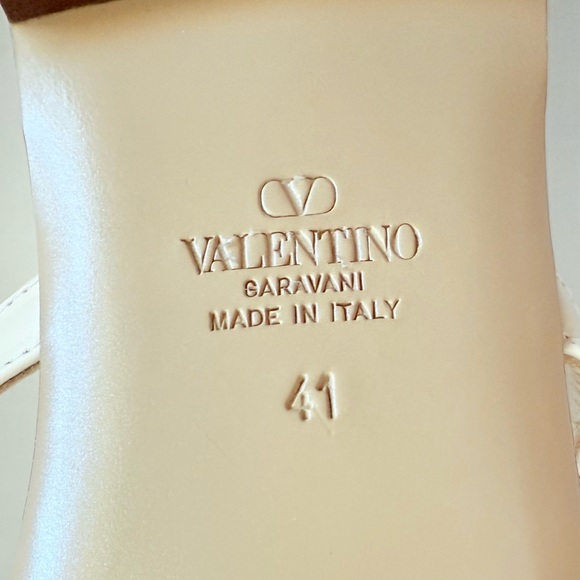 VALENTINO
GARAVANI
MADE IN ITALY
41